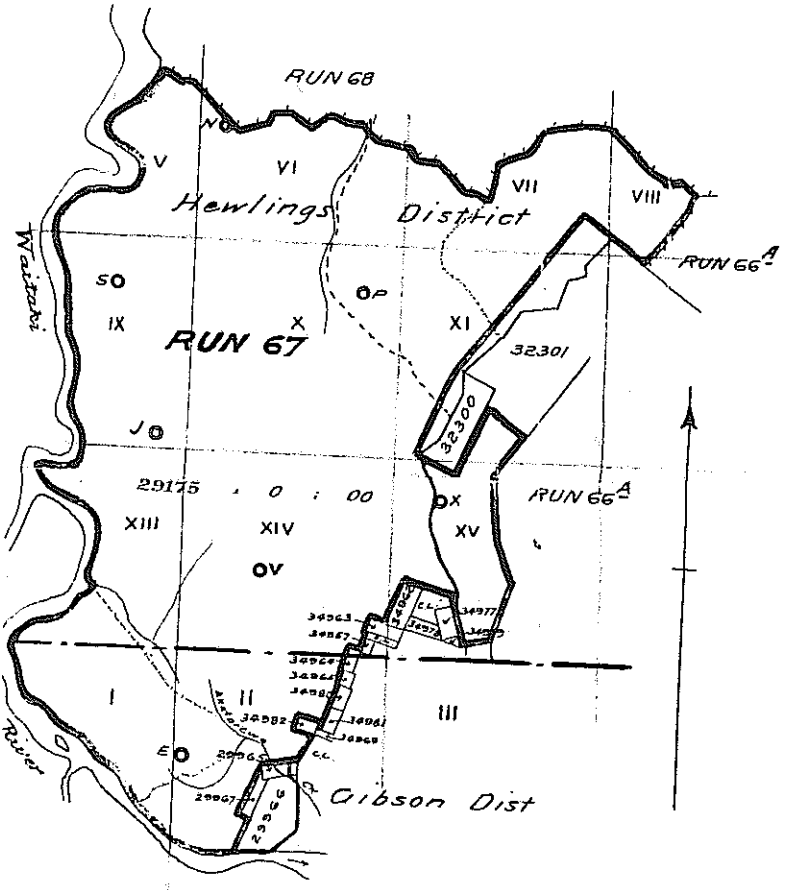 RUN 68
N
V
VI
VII
VIII
Hewlings District
RUN 66A
Waitaki
S
P
IX
X
XI
RUN 67
32301
32300
J
29175 : 0 : 00
RUN 66A
X
XIII
XIV
XV
V
34963
C.L.
34977
34967
34964
I
II
III
34982
34961
34969
E
29965
C.L.
River
29967
29966
Gibson Dist